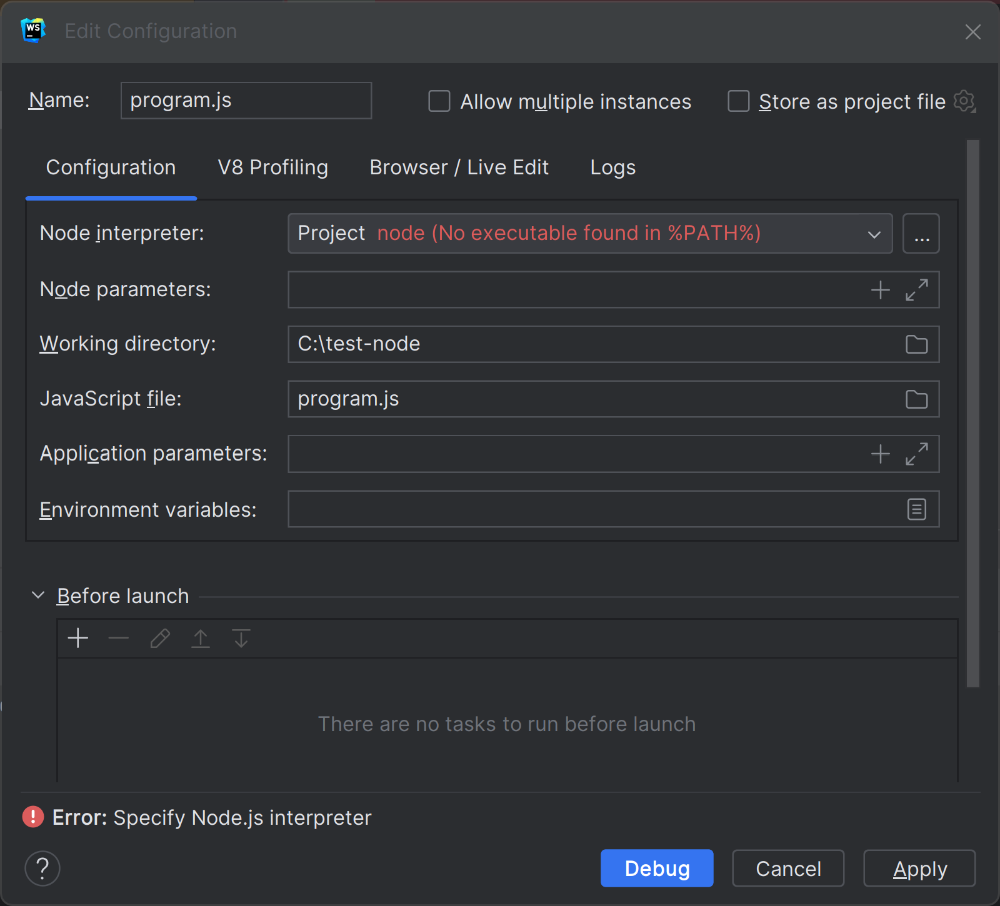 WS Edit Configuration
Name: program.js Allow multiple instances Store as project file
Configuration V8 Profiling Browser / Live Edit Logs
Node interpreter: Project node (No executable found in %PATH%) ...
Node parameters:
Working directory: C:\test-node
JavaScript file: program.js
Application parameters:
Environment variables:
Before launch
There are no tasks to run before launch
Error: Specify Node.js interpreter
? Debug Cancel Apply